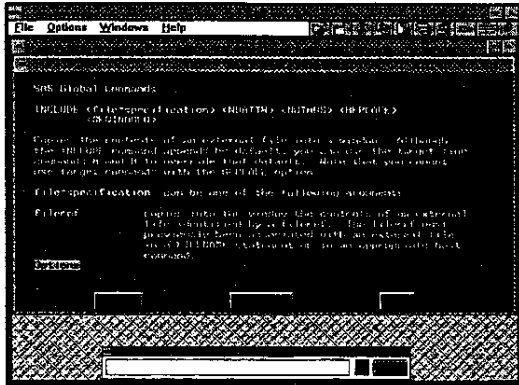 File Options Windows Help
SAS Global Commands
INCLUDE <file-specification> <NOATTR> <NOTABS> <REPLACE>
Copies the contents of an external file into a window. Although
the INCLUDE command appends by default, you can use the target line
commands A and B to override that default. Note that you cannot
use target commands with the REPLACE option.
file-specification can be one of the following arguments:
fileref copies into the window the contents of an external
file identified by a fileref. The fileref must
previously been associated with an external file
FILENAME statement or an appropriate host
command.
Options